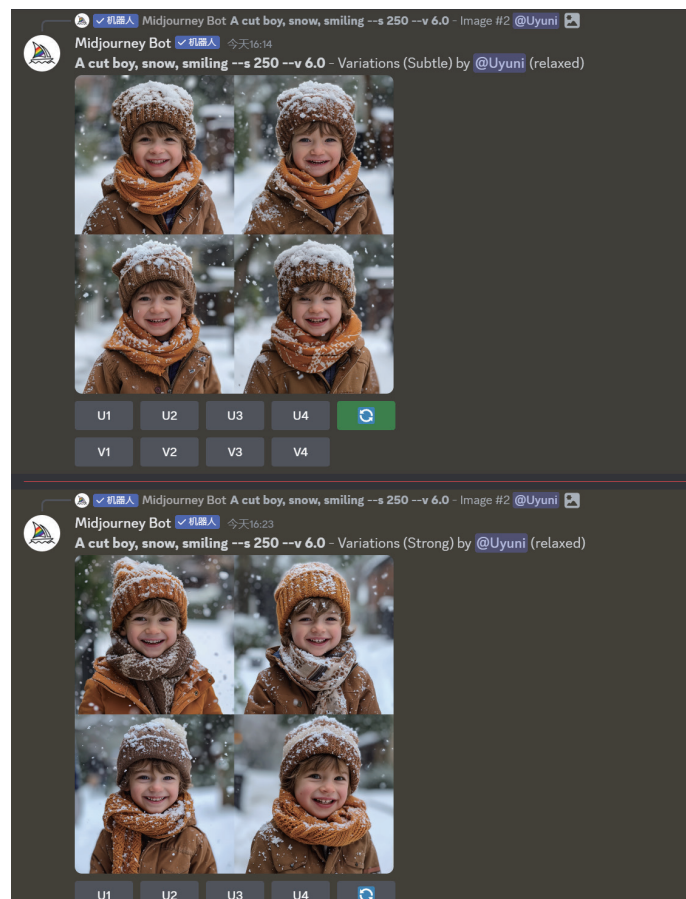 ✓机器人 Midjourney Bot A cut boy, snow, smiling --s 250 --v 6.0 - Image #2 @Uyuni
Midjourney Bot ✓机器人 今天16:14
A cut boy, snow, smiling --s 250 --v 6.0 - Variations (Subtle) by @Uyuni (relaxed)
U1 U2 U3 U4
V1 V2 V3 V4
✓机器人 Midjourney Bot A cut boy, snow, smiling --s 250 --v 6.0 - Image #2 @Uyuni
Midjourney Bot ✓机器人 今天16:23
A cut boy, snow, smiling --s 250 --v 6.0 - Variations (Strong) by @Uyuni (relaxed)
U1 U2 U3 U4